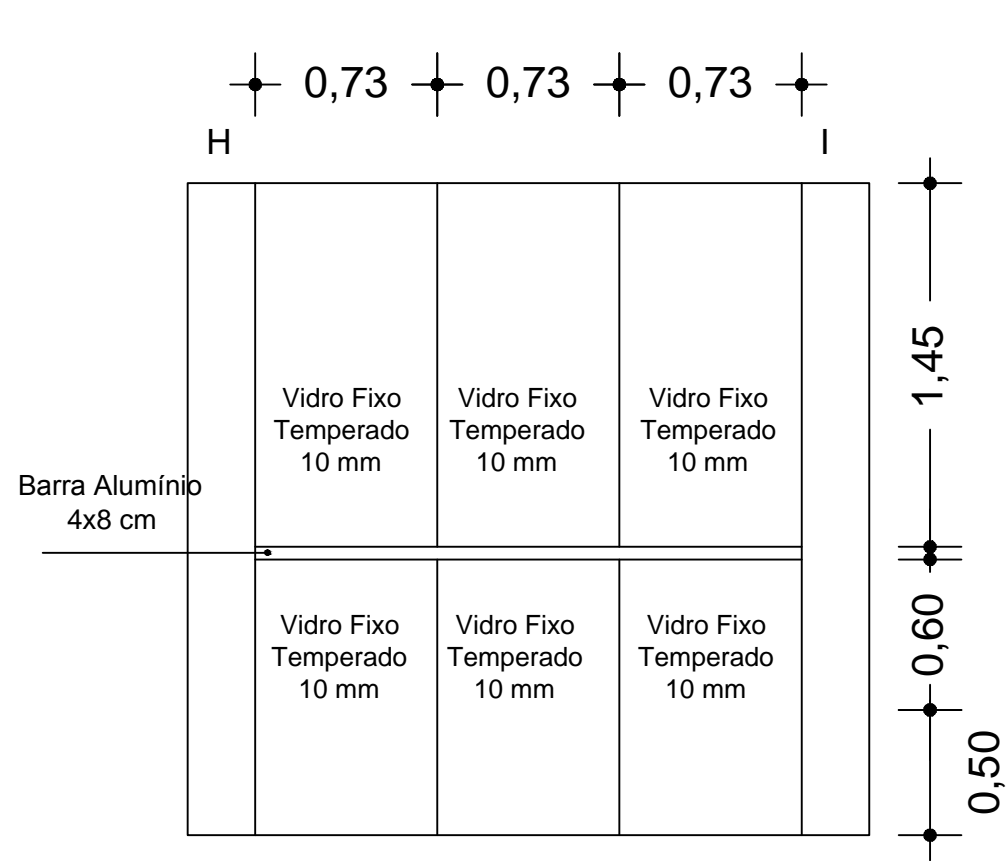 0,73 0,73 0,73
H I
1,45
Vidro Fixo
Temperado
10 mm
Vidro Fixo
Temperado
10 mm
Vidro Fixo
Temperado
10 mm
Barra Alumínio
4x8 cm
0,60
Vidro Fixo
Temperado
10 mm
Vidro Fixo
Temperado
10 mm
Vidro Fixo
Temperado
10 mm
0,50